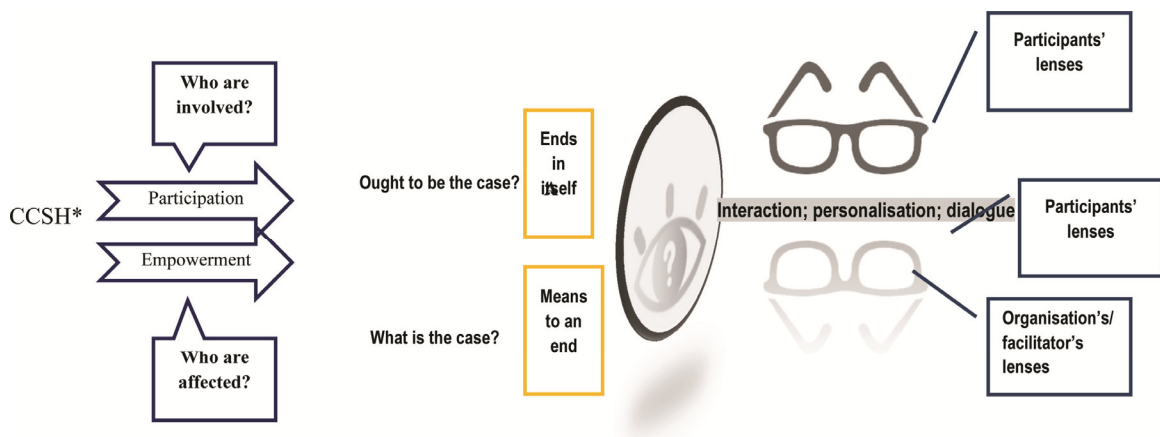 Who are
involved?
CCSH*
Participation
Empowerment
Who are
affected?
Ought to be the case?
What is the case?
Ends
in
itself
Means
to an
end
?
Interaction; personalisation; dialogue
Participants'
lenses
Participants'
lenses
Organisation's/
facilitator's
lenses